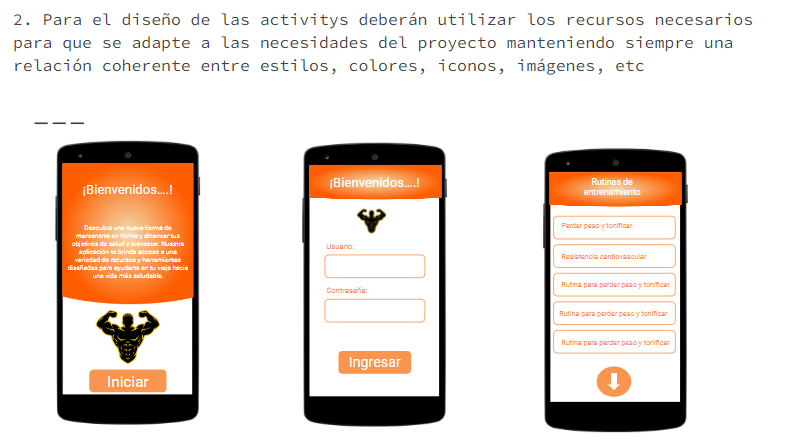 2. Para el diseño de las activitys deberán utilizar los recursos necesarios
para que se adapte a las necesidades del proyecto manteniendo siempre una
relación coherente entre estilos, colores, iconos, imágenes, etc
¡Bienvenidos....!
Descubre una nueva forma de
mantenerte en forma y alcanzar tus
objetivos de salud y bienestar. Nuestra
aplicación te brinda acceso a una
variedad de recursos y herramientas
diseñadas para ayudarte en tu viaje hacia
una vida más saludable.
Iniciar
¡Bienvenidos....!
Usuario:
Contraseña:
Ingresar
Rutinas de
entrenamiento
Perder peso y tonificar
Resistencia cardiovascular
Rutina para perder peso y tonificar
Rutina para perder peso y tonificar
Rutina para perder peso y tonificar